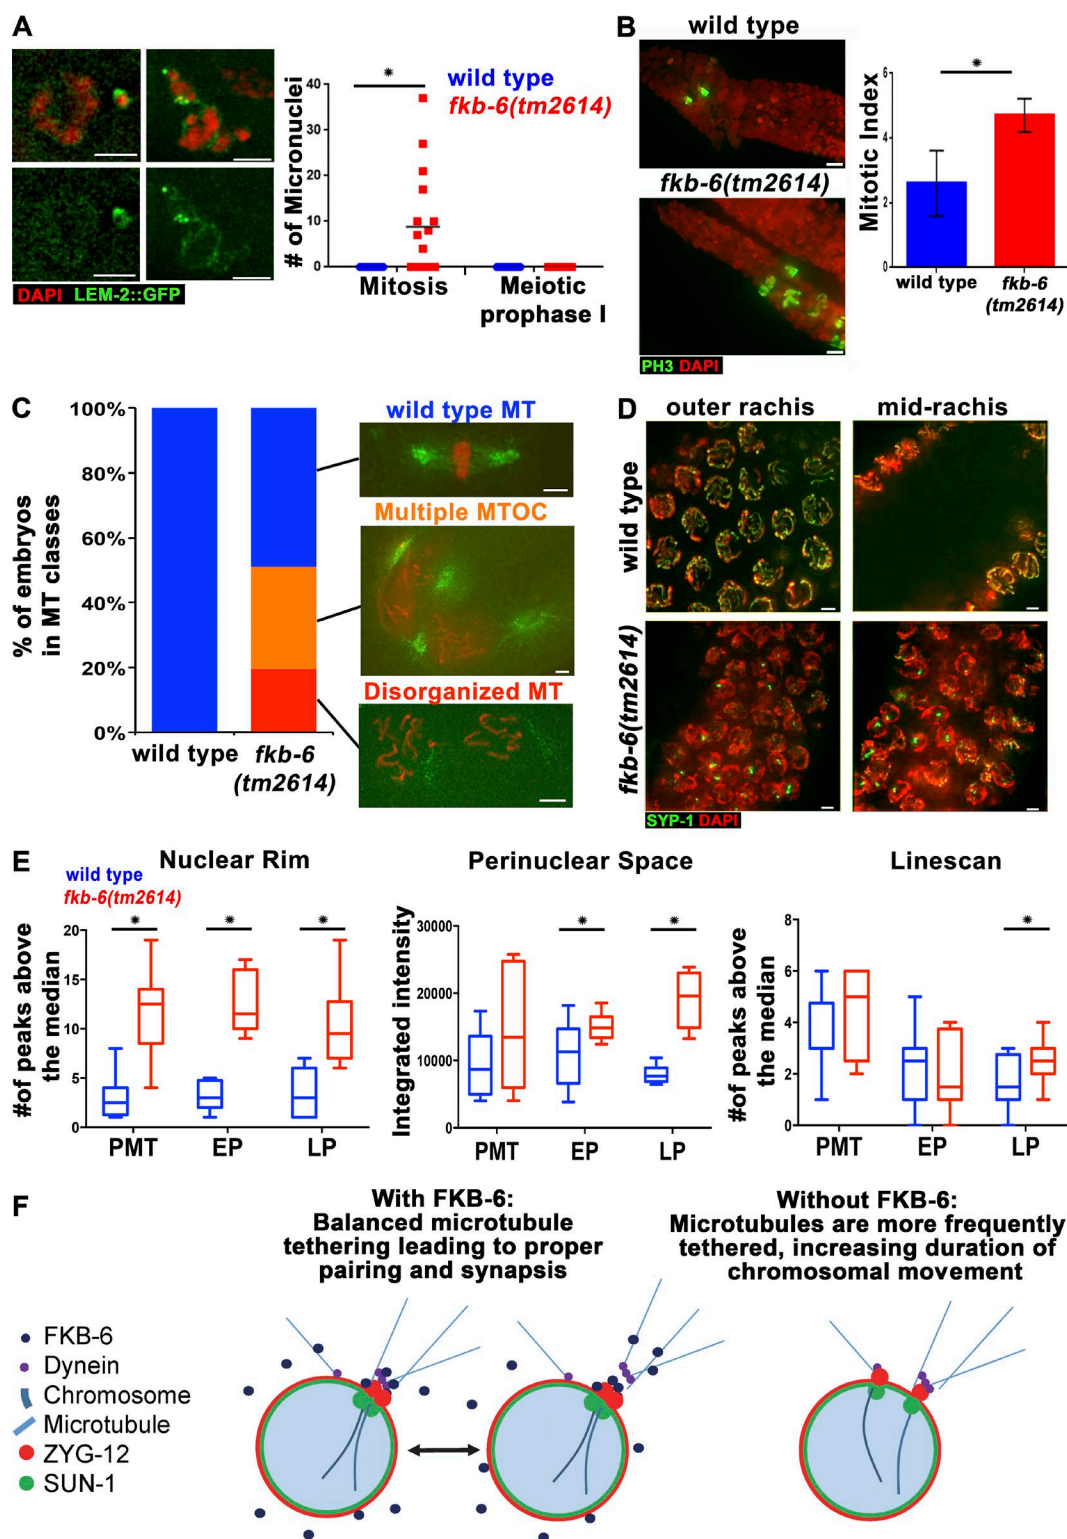 A
# of Micronuclei
40
30
20
10
0
*
wild type
fkb-6(tm2614)
Mitosis
Meiotic
prophase I
DAPI LEM-2::GFP
B
wild type
fkb-6(tm2614)
PH3 DAPI
Mitotic Index
6
4
2
0
*
wild type
fkb-6
(tm2614)
C
% of embryos
in MT classes
100%
80%
60%
40%
20%
0%
wild type
fkb-6
(tm2614)
wild type MT
Multiple MTOC
Disorganized MT
D
outer rachis
mid-rachis
wild type
fkb-6(tm2614)
SYP-1 DAPI
E
Nuclear Rim
wild type
fkb-6(tm2614)
#of peaks above
the median
20
15
10
5
0
* * *
PMT EP LP
Perinuclear Space
Integrated intensity
30000
20000
10000
0
* *
PMT EP LP
Linescan
#of peaks above
the median
8
6
4
2
0
*
PMT EP LP
F
With FKB-6:
Balanced microtubule
tethering leading to proper
pairing and synapsis
Without FKB-6:
Microtubules are more frequently
tethered, increasing duration of
chromosomal movement
FKB-6
Dynein
Chromosome
Microtubule
ZYG-12
SUN-1